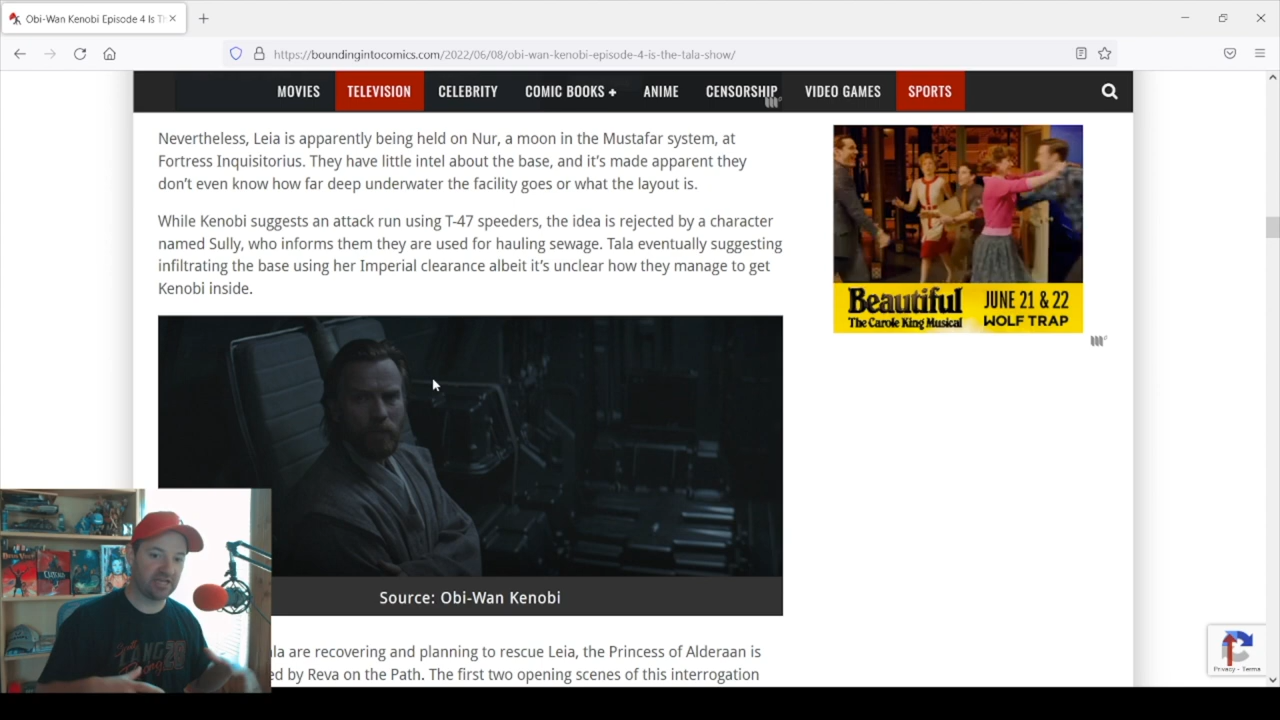 Obi-Wan Kenobi Episode 4 Is Th
https://boundingintocomics.com/2022/06/08/obi-wan-kenobi-episode-4-is-the-tala-show/
MOVIES TELEVISION CELEBRITY COMIC BOOKS + ANIME CENSORSHIP VIDEO GAMES SPORTS
Nevertheless, Leia is apparently being held on Nur, a moon in the Mustafar system, at
Fortress Inquisitorius. They have little intel about the base, and it’s made apparent they
don’t even know how far deep underwater the facility goes or what the layout is.
While Kenobi suggests an attack run using T-47 speeders, the idea is rejected by a character
named Sully, who informs them they are used for hauling sewage. Tala eventually suggesting
infiltrating the base using her Imperial clearance albeit it’s unclear how they manage to get
Kenobi inside.
Beautiful
The Carole King Musical
JUNE 21 & 22
WOLF TRAP
Source: Obi-Wan Kenobi
la are recovering and planning to rescue Leia, the Princess of Alderaan is
ed by Reva on the Path. The first two opening scenes of this interrogation
Privacy - Terms